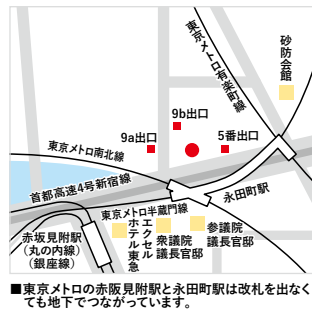 東京メトロ有楽町線
砂防会館
9b出口
9a出口
5番出口
東京メトロ南北線
首都高速4号新宿線
永田町駅
東京メトロ半蔵門線
赤坂見附駅
(丸の内線)
(銀座線)
エクセル
ホテル東急
衆議院
議長官邸
参議院
議長官邸
■東京メトロの赤阪見附駅と永田町駅は改札を出なく
ても地下でつながっています。